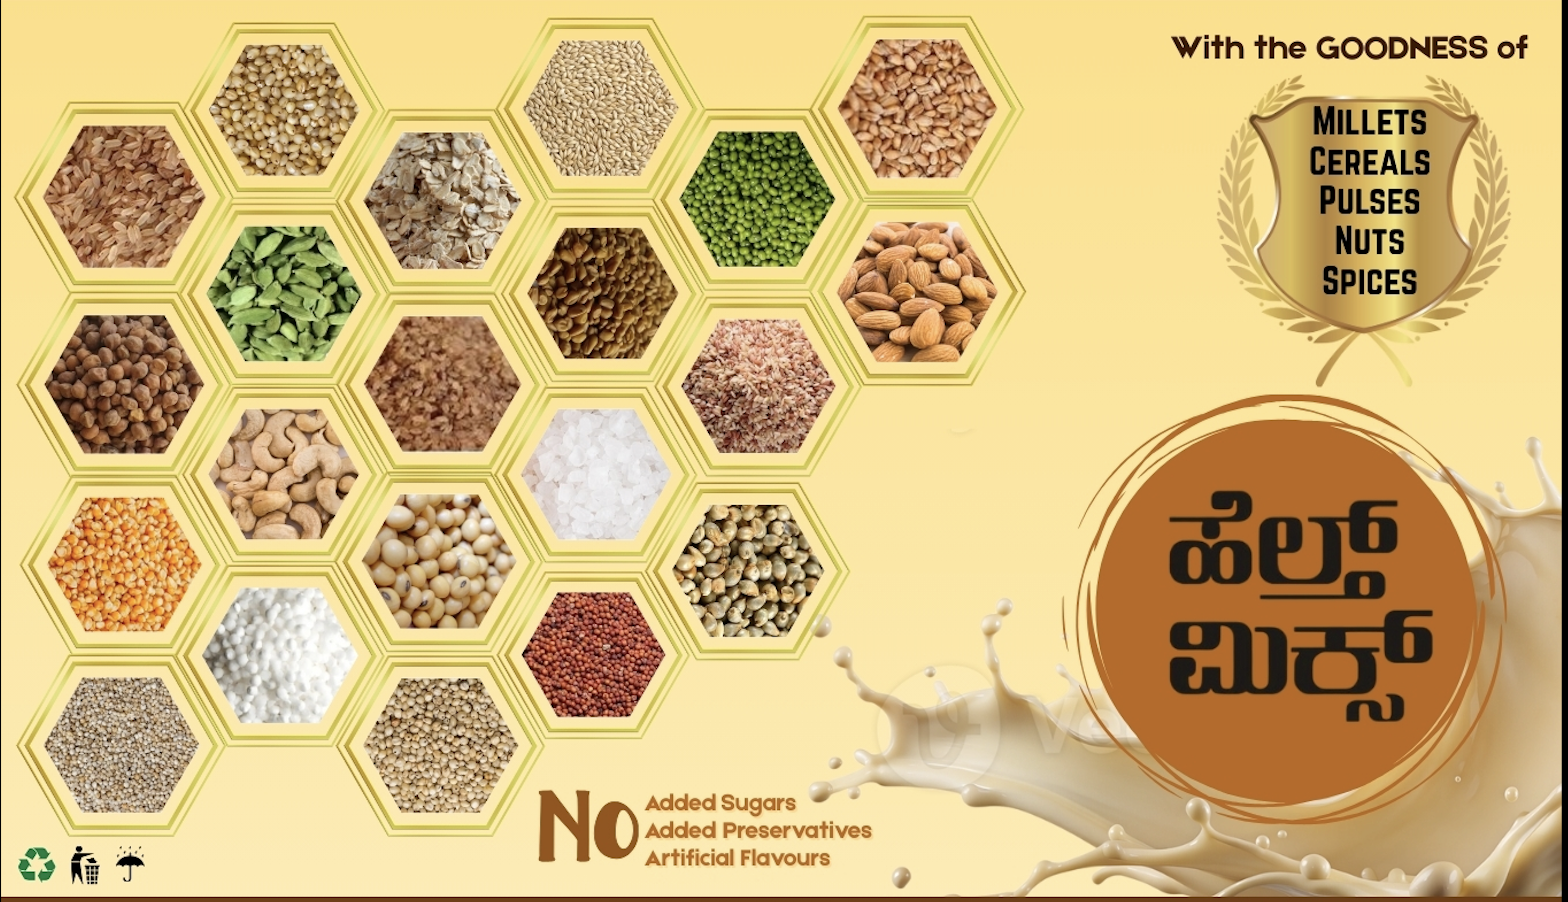 With the GOODNESS of
MILLETS
CEREALS
PULSES
NUTS
SPICES
ಹೆಲ್ತ್
ಮಿಕ್ಸ್
No
Added Sugars
Added Preservatives
Artificial Flavours